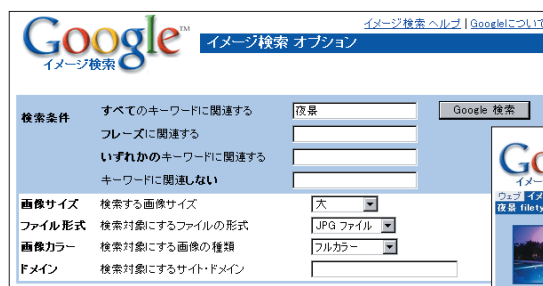 Google™
イメージ検索
イメージ検索 ヘルプ | Googleについて
イメージ検索 オプション
検索条件
すべてのキーワードに関連する
夜景
Google 検索
フレーズに関連する
いずれかのキーワードに関連する
キーワードに関連しない
画像サイズ
検索する画像サイズ
大
ファイル形式
検索対象にするファイルの形式
JPG ファイル
画像カラー
検索対象にする画像の種類
フルカラー
ドメイン
検索対象にするサイト・ドメイン
Go
イメー
ウェブ イメ
夜景 filety